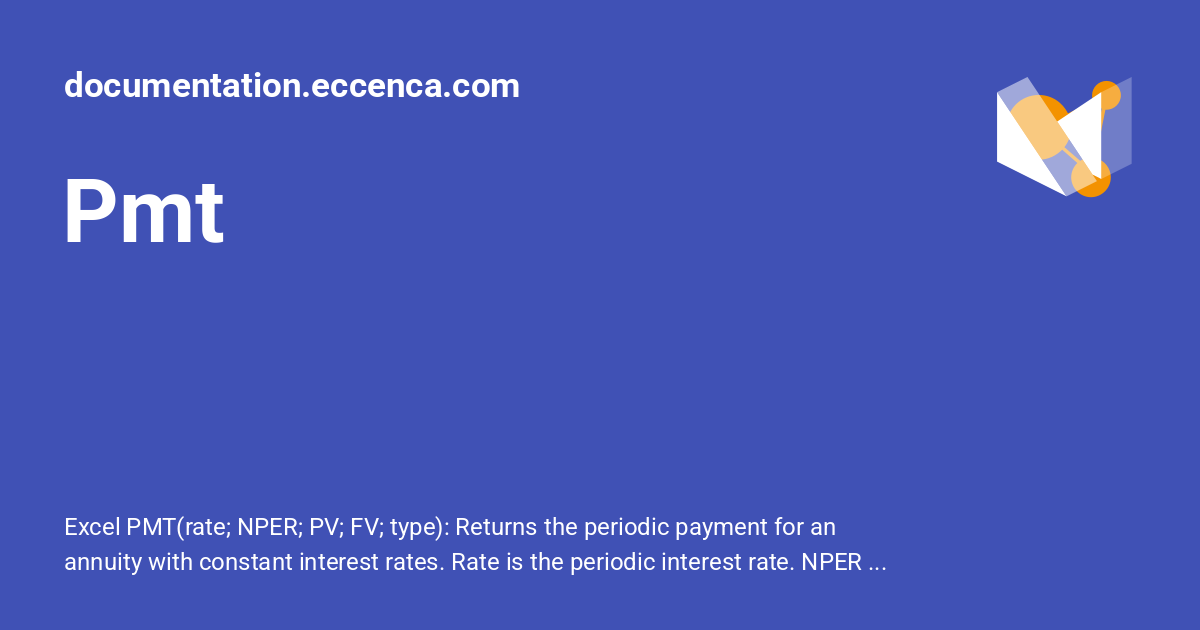 documentation.eccenca.com
Pmt
Excel PMT(rate; NPER; PV; FV; type): Returns the periodic payment for an
annuity with constant interest rates. Rate is the periodic interest rate. NPER ...